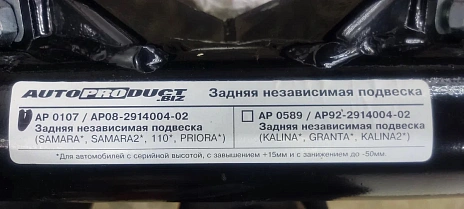 AUTOPRODUCT.BIZ Задняя независимая подвеска
AP 0107 / AP08-2914004-02
Задняя независимая подвеска
(SAMARA*, SAMARA2*, 110*, PRIORA*)
AP 0589 / AP92-2914004-02
Задняя независимая подвеска
(KALINA*, GRANTA*, KALINA2*)
*Для автомобилей с серийной высотой, с завышением +15мм и с занижением до -50мм.